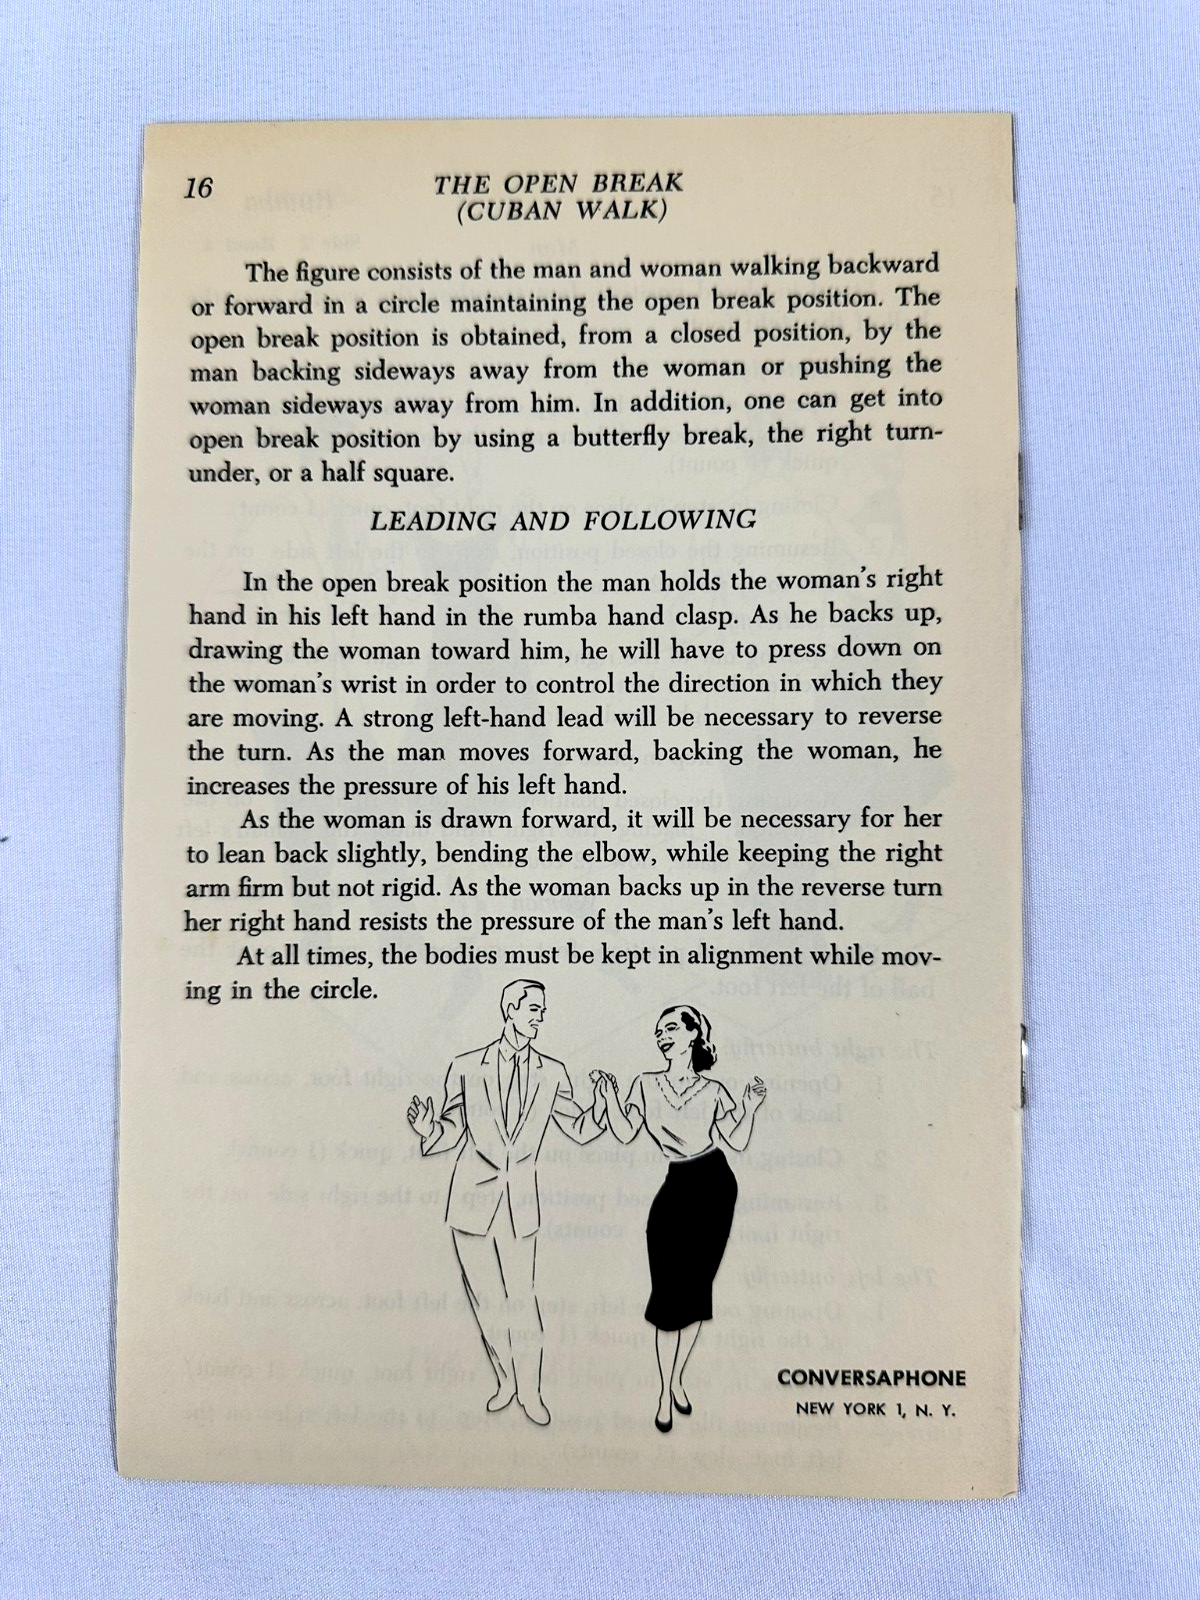 16
THE OPEN BREAK
(CUBAN WALK)
The figure consists of the man and woman walking backward
or forward in a circle maintaining the open break position. The
open break position is obtained, from a closed position, by the
man backing sideways away from the woman or pushing the
woman sideways away from him. In addition, one can get into
open break position by using a butterfly break, the right turn-
under, or a half square.
LEADING AND FOLLOWING
In the open break position the man holds the woman's right
hand in his left hand in the rumba hand clasp. As he backs up,
drawing the woman toward him, he will have to press down on
the woman's wrist in order to control the direction in which they
are moving. A strong left-hand lead will be necessary to reverse
the turn. As the man moves forward, backing the woman, he
increases the pressure of his left hand.
As the woman is drawn forward, it will be necessary for her
to lean back slightly, bending the elbow, while keeping the right
arm firm but not rigid. As the woman backs up in the reverse turn
her right hand resists the pressure of the man's left hand.
At all times, the bodies must be kept in alignment while mov-
ing in the circle.
CONVERSAPHONE
NEW YORK 1, N. Y.